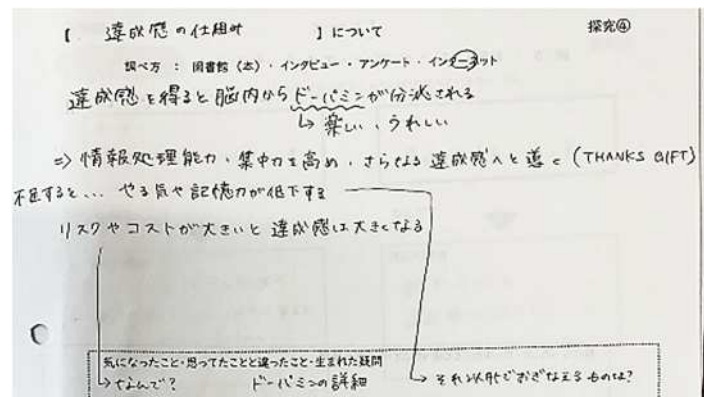 【 達成感の仕組み 】について 探究④
調べ方 : 図書館(本)・インタビュー・アンケート・インターネット
達成感を得ると脳内からドーパミンが分泌される
↳ 楽しい、うれしい
⇒ 情報処理能力・集中力を高め、さらなる達成感へと導く (THANKS GIFT)
不足すると… やる気や記憶力が低下する
リスクやコストが大きいと達成感は大きくなる
気になったこと・思ってたことと違ったこと・生まれた疑問
↳ なんで? ドーパミンの詳細 ↳ それ以外でおぎなえるものは?